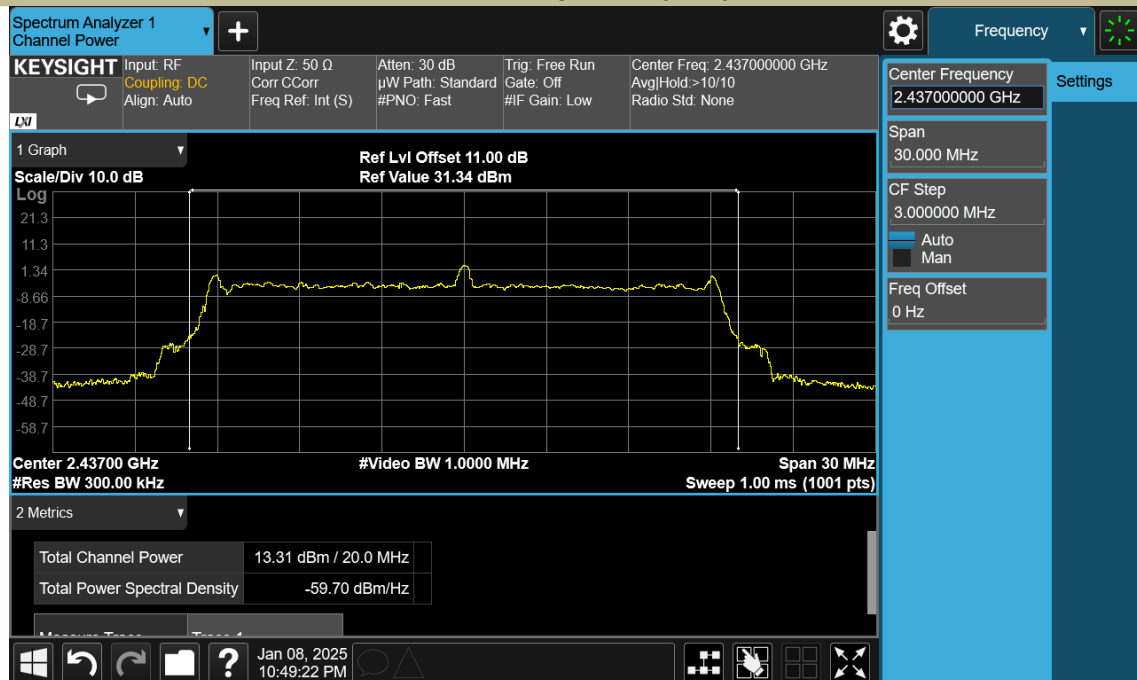 Spectrum Analyzer 1
Channel Power
+
Frequency
KEYSIGHT
Input: RF
Coupling: DC
Align: Auto
Input Z: 50 Ω
Corr CCorr
Freq Ref: Int (S)
Atten: 30 dB
µW Path: Standard
#PNO: Fast
Trig: Free Run
Gate: Off
#IF Gain: Low
Center Freq: 2.437000000 GHz
Avg|Hold:>10/10
Radio Std: None
LXI
Center Frequency
2.437000000 GHz
Settings
Span
30.000 MHz
CF Step
3.000000 MHz
Auto
Man
Freq Offset
0 Hz
1 Graph
Scale/Div 10.0 dB
Ref Lvl Offset 11.00 dB
Ref Value 31.34 dBm
Log
21.3
11.3
1.34
-8.66
-18.7
-28.7
-38.7
-48.7
-58.7
Center 2.43700 GHz
#Video BW 1.0000 MHz
Span 30 MHz
#Res BW 300.00 kHz
Sweep 1.00 ms (1001 pts)
2 Metrics
Total Channel Power 13.31 dBm / 20.0 MHz
Total Power Spectral Density -59.70 dBm/Hz
?
Jan 08, 2025
10:49:22 PM